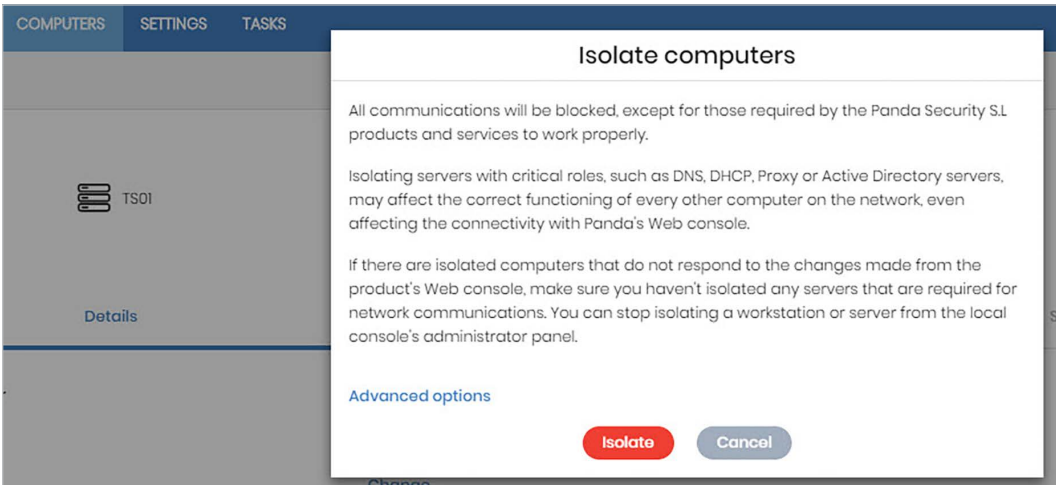 COMPUTERS SETTINGS TASKS
Isolate computers
All communications will be blocked, except for those required by the Panda Security S.L
products and services to work properly.
Isolating servers with critical roles, such as DNS, DHCP, Proxy or Active Directory servers,
may affect the correct functioning of every other computer on the network, even
affecting the connectivity with Panda's Web console.
TS01
If there are isolated computers that do not respond to the changes made from the
product's Web console, make sure you haven't isolated any servers that are required for
network communications. You can stop isolating a workstation or server from the local
console's administrator panel.
Details
Advanced options
Isolate Cancel
Change